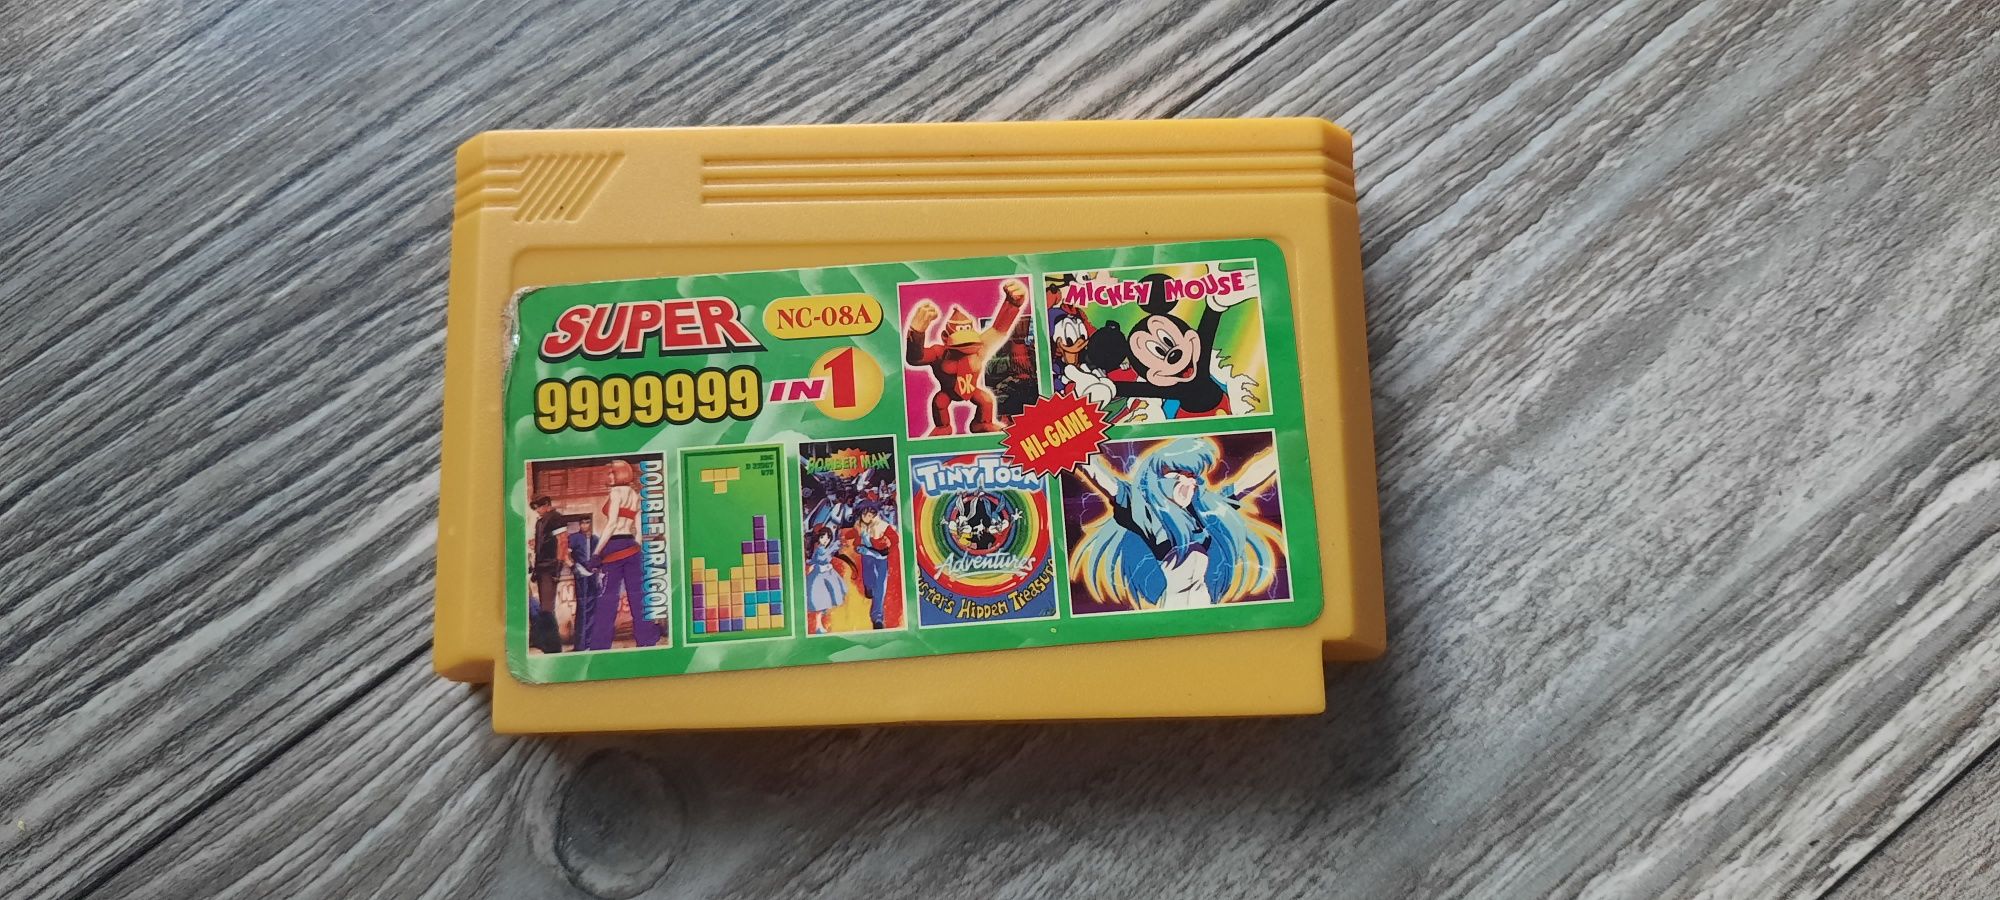 SUPER
NC-08A
9999999 IN 1
DK
MICKEY MOUSE
HI-GAME
DOUBLE DRAGON
BOMBER MAN
TINY TOON
Adventures
Buster's Hidden Treasure